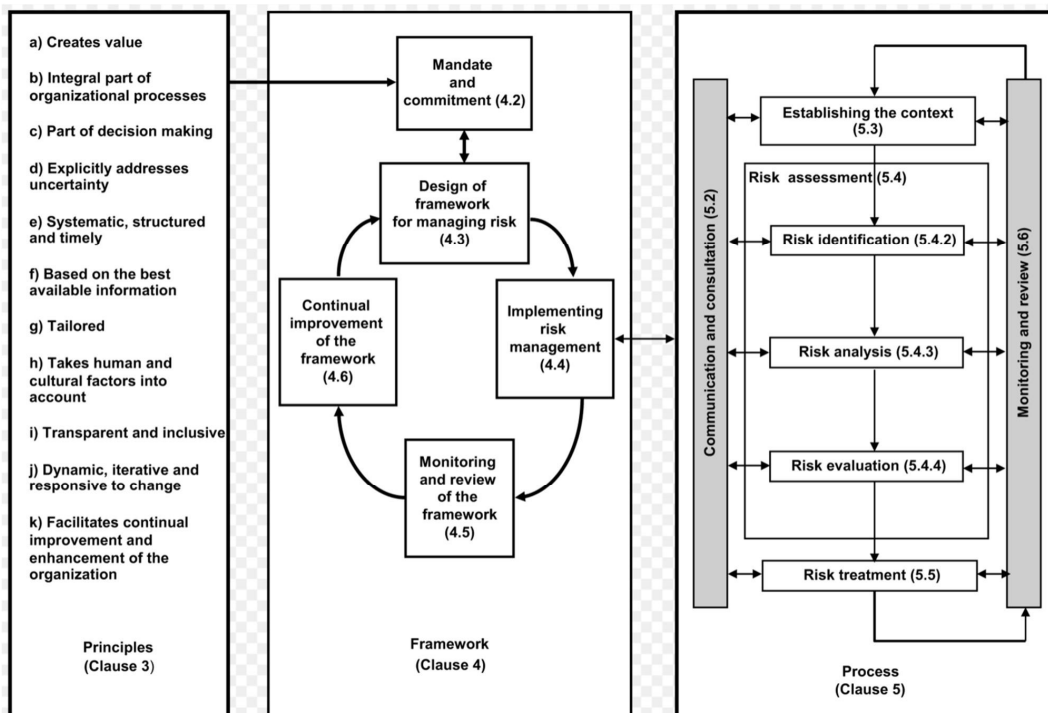 a) Creates value
b) Integral part of
organizational processes
c) Part of decision making
d) Explicitly addresses
uncertainty
e) Systematic, structured
and timely
f) Based on the best
available information
g) Tailored
h) Takes human and
cultural factors into
account
i) Transparent and inclusive
j) Dynamic, iterative and
responsive to change
k) Facilitates continual
improvement and
enhancement of the
organization
Principles
(Clause 3)
Mandate
and
commitment (4.2)
Design of
framework
for managing risk
(4.3)
Continual
improvement
of the
framework
(4.6)
Implementing
risk
management
(4.4)
Monitoring
and review
of the
framework
(4.5)
Framework
(Clause 4)
Communication and consultation (5.2)
Establishing the context
(5.3)
Risk assessment (5.4)
Risk identification (5.4.2)
Risk analysis (5.4.3)
Risk evaluation (5.4.4)
Risk treatment (5.5)
Monitoring and review (5.6)
Process
(Clause 5)